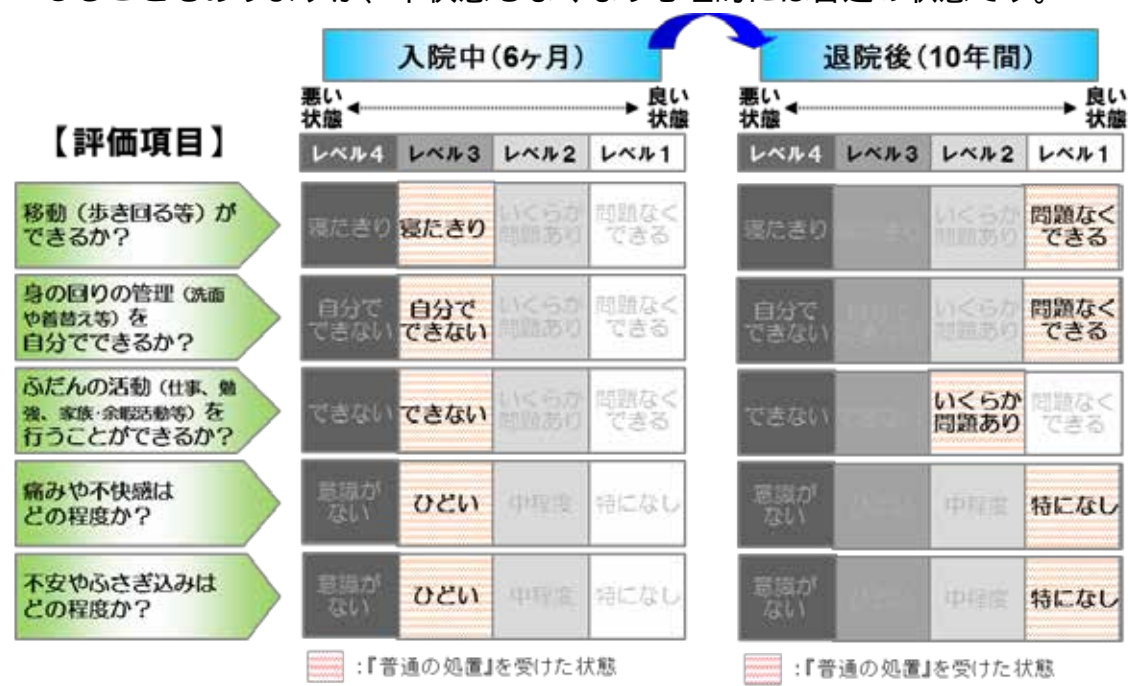 入院中(6ヶ月)
退院後(10年間)
悪い
状態
良い
状態
悪い
状態
良い
状態
【評価項目】
レベル4 レベル3 レベル2 レベル1
レベル4 レベル3 レベル2 レベル1
移動(歩き回る等)が
できるか?
寝たきり 寝たきり いくらか
問題あり 問題なく
できる
寝たきり いくらか
問題あり 問題なく
できる
身の回りの管理(洗面
や着替え等)を
自分でできるか?
自分で
できない 自分で
できない いくらか
問題あり 問題なく
できる
自分で
できない いくらか
問題あり 問題なく
できる
ふだんの活動(仕事、勉
強、家族・余暇活動等)を
行うことができるか?
できない できない いくらか
問題あり 問題なく
できる
できない いくらか
問題あり 問題なく
できる
痛みや不快感は
どの程度か?
意識が
ない ひどい 中程度 特になし
意識が
ない 中程度 特になし
不安やふさぎ込みは
どの程度か?
意識が
ない ひどい 中程度 特になし
意識が
ない 中程度 特になし
:『普通の処置』を受けた状態
:『普通の処置』を受けた状態